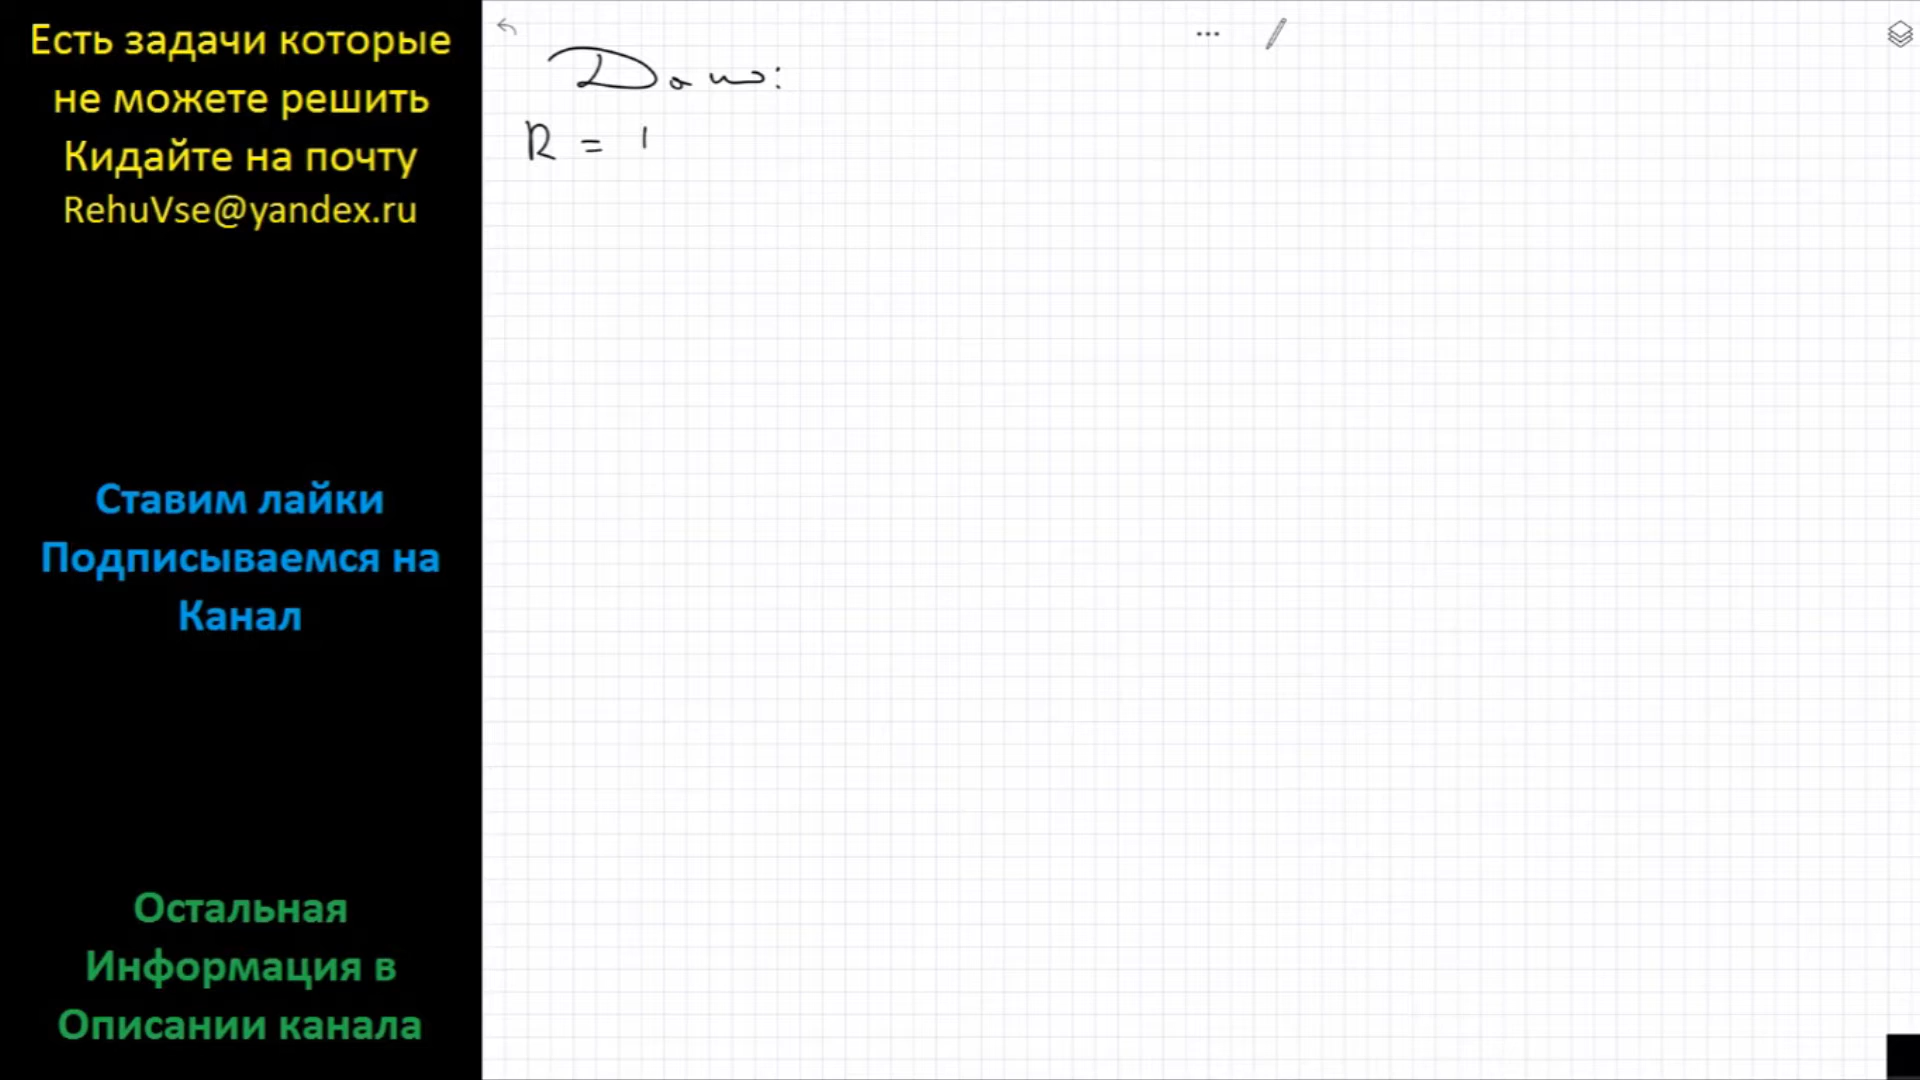 Есть задачи которые
не можете решить
Кидайте на почту
RehuVse@yandex.ru
Ставим лайки
Подписываемся на
Канал
Остальная
Информация в
Описании канала
Дано:
R = 1